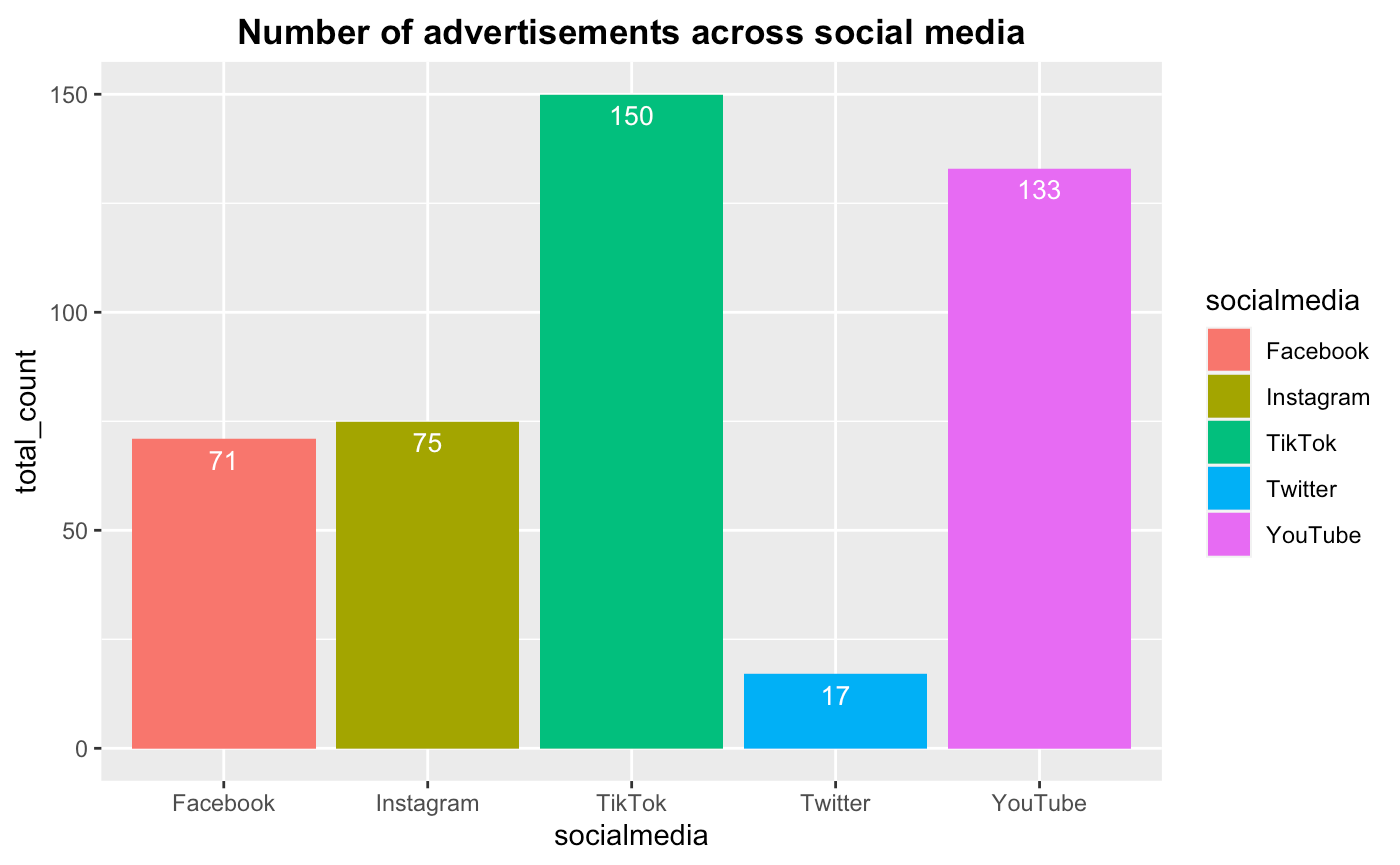 Number of advertisements across social media
total_count
150
100
50
0
71
75
150
17
133
Facebook
Instagram
TikTok
Twitter
YouTube
socialmedia
socialmedia
Facebook
Instagram
TikTok
Twitter
YouTube